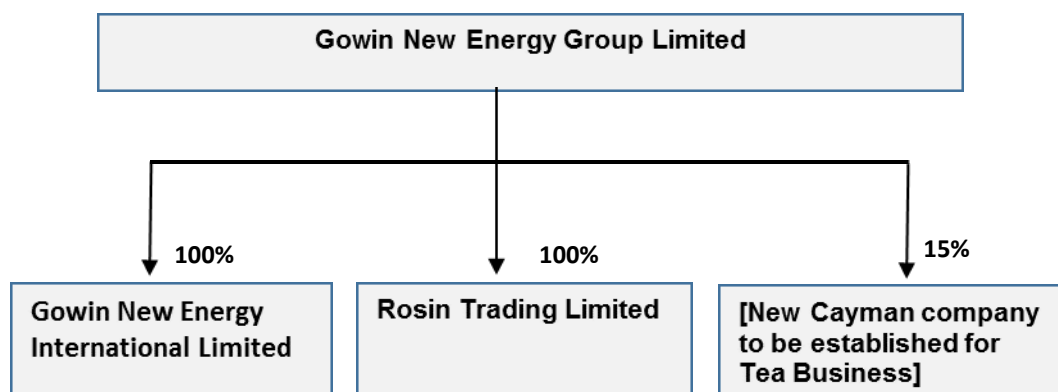 Gowin New Energy Group Limited
100%
100%
15%
Gowin New Energy
International Limited
Rosin Trading Limited
[New Cayman company
to be established for
Tea Business]